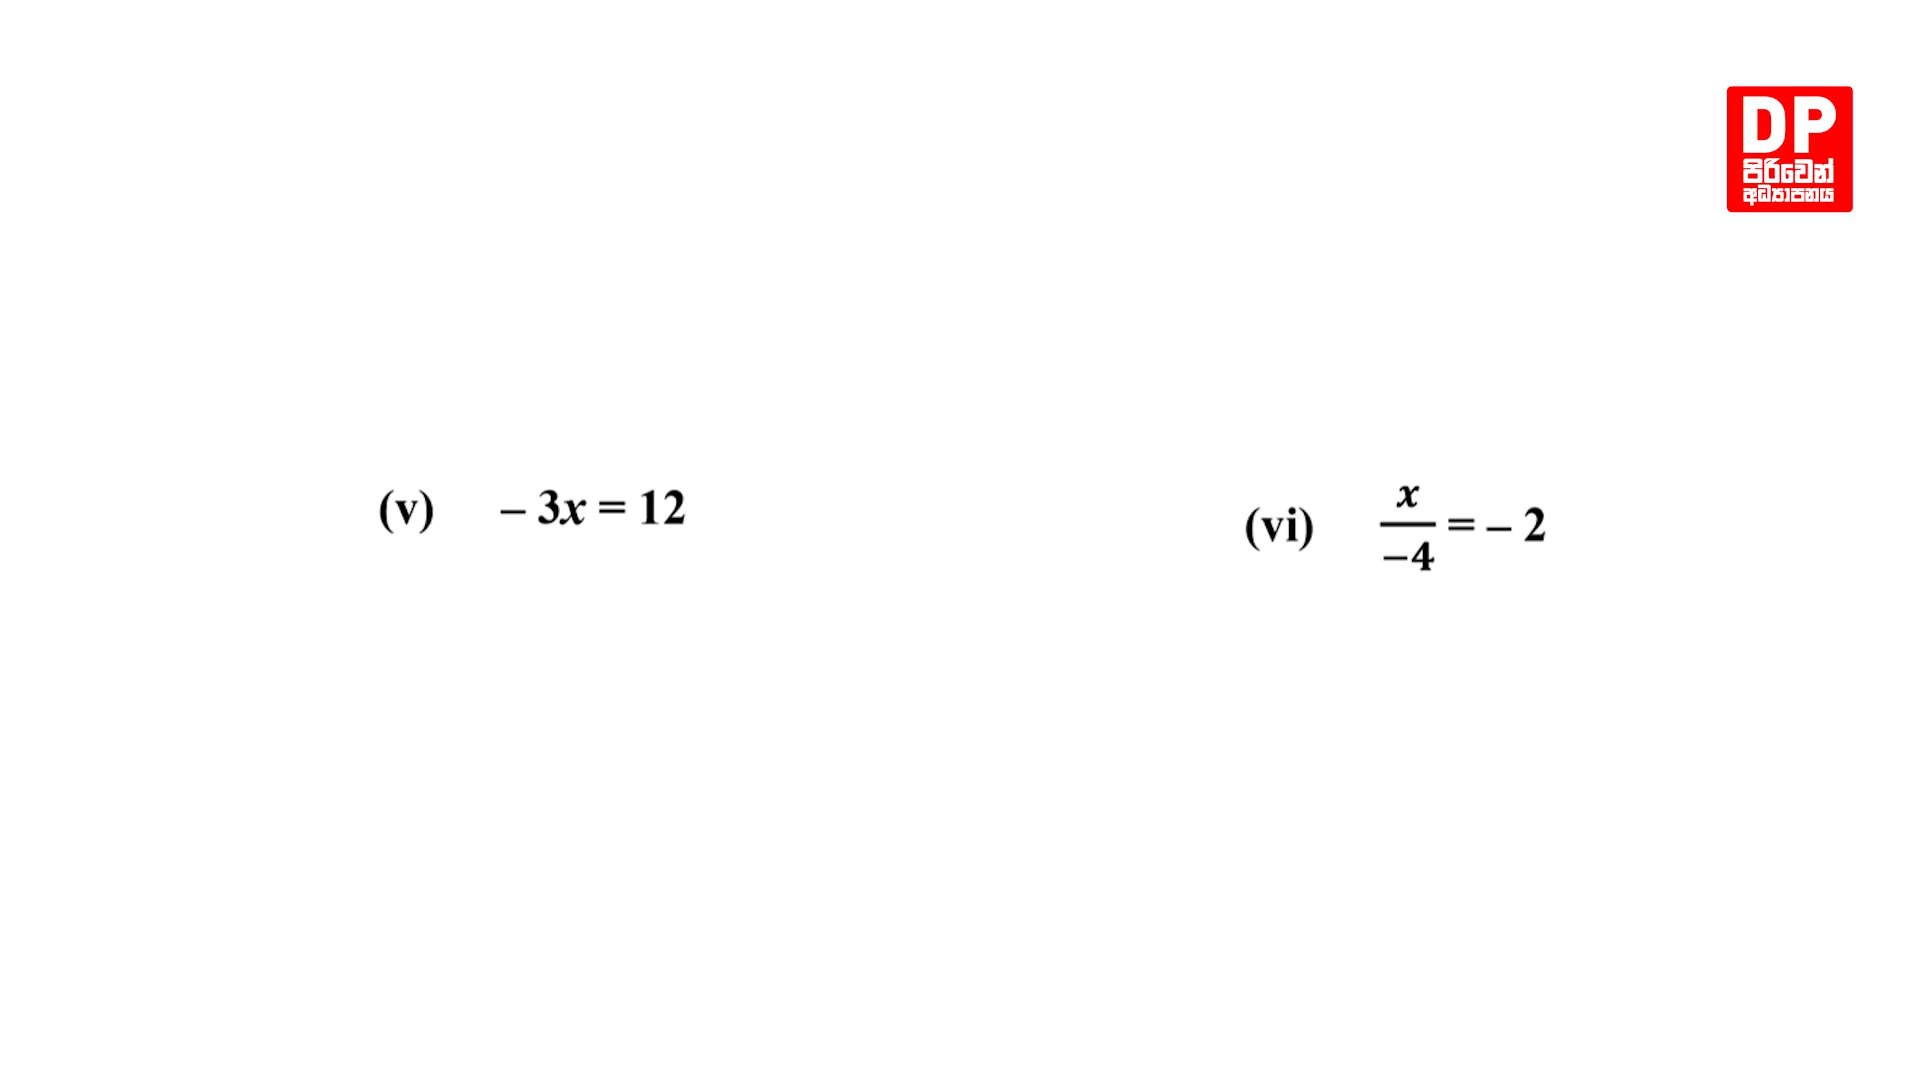 DP
පිරිවෙන්
අධ්‍යාපනය
(v) – 3x = 12
(vi) x/−4 = – 2